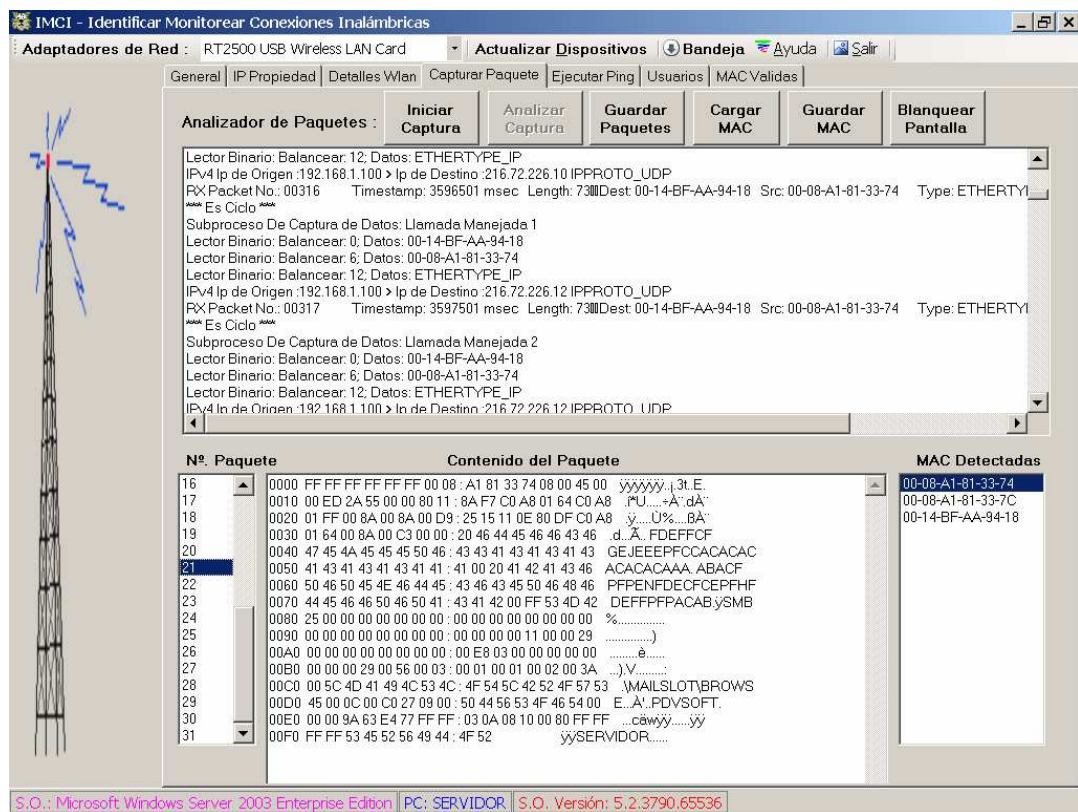 IMCI - Identificar Monitorear Conexiones Inalámbricas
Adaptadores de Red : RT2500 USB Wireless LAN Card Actualizar Dispositivos Bandeja Ayuda Salir
General IP Propiedad Detalles Wlan Capturar Paquete Ejecutar Ping Usuarios MAC Validas
Analizador de Paquetes : Iniciar Captura Analizar Captura Guardar Paquetes Cargar MAC Guardar MAC Blanquear Pantalla
Lector Binario: Balancear: 12; Datos: ETHERTYPE_IP
IPv4 Ip de Origen :192.168.1.100 > Ip de Destino :216.72.226.10 IPPROTO_UDP
RX Packet No.: 00316 Timestamp: 3596501 msec Length: 73 Dest: 00-14-BF-AA-94-18 Src: 00-08-A1-81-33-74 Type: ETHERTY
*** Es Ciclo ***
Subproceso De Captura de Datos: Llamada Manejada 1
Lector Binario: Balancear: 0; Datos: 00-14-BF-AA-94-18
Lector Binario: Balancear: 6; Datos: 00-08-A1-81-33-74
Lector Binario: Balancear: 12; Datos: ETHERTYPE_IP
IPv4 Ip de Origen :192.168.1.100 > Ip de Destino :216.72.226.12 IPPROTO_UDP
RX Packet No.: 00317 Timestamp: 3597501 msec Length: 73 Dest: 00-14-BF-AA-94-18 Src: 00-08-A1-81-33-74 Type: ETHERTY
*** Es Ciclo ***
Subproceso De Captura de Datos: Llamada Manejada 2
Lector Binario: Balancear: 0; Datos: 00-14-BF-AA-94-18
Lector Binario: Balancear: 6; Datos: 00-08-A1-81-33-74
Lector Binario: Balancear: 12; Datos: ETHERTYPE_IP
IPv4 Ip de Origen :192.168.1.100 > Ip de Destino :216.72.226.12 IPPROTO_UDP
Nº. Paquete Contenido del Paquete MAC Detectadas
16 0000 FF FF FF FF FF FF 00 08 : A1 81 33 74 08 00 45 00 ÿÿÿÿÿÿ..¡.3t..E. 00-08-A1-81-33-74
17 0010 00 ED 2A 55 00 00 80 11 : 8A F7 C0 A8 01 64 C0 A8 .í*U.....÷À¨.dÀ¨ 00-08-A1-81-33-7C
18 0020 01 FF 00 8A 00 8A 00 D9 : 25 15 11 0E 80 DF C0 A8 .ÿ.....Ù%....ßÀ¨ 00-14-BF-AA-94-18
19 0030 01 64 00 8A 00 C3 00 00 : 20 46 44 45 46 46 43 46 .d...Ã.. FDEFFCF
20 0040 47 45 4A 45 45 45 50 46 : 43 43 41 43 41 43 41 43 GEJEEEPFCCACACAC
21 0050 41 43 41 43 41 43 41 41 : 41 00 20 41 42 41 43 46 ACACACAAA. ABACF
22 0060 50 46 50 45 4E 46 44 45 : 43 46 43 45 50 46 48 46 PFPENFDECFCEPFHF
23 0070 44 45 46 46 50 46 50 41 : 43 41 42 00 FF 53 4D 42 DEFFPFPACAB.ÿSMB
24 0080 25 00 00 00 00 00 00 00 : 00 00 00 00 00 00 00 00 %...............
25 0090 00 00 00 00 00 00 00 00 : 00 00 00 00 11 00 00 29 ...............)
26 00A0 00 00 00 00 00 00 00 00 : 00 E8 03 00 00 00 00 00 .........è......
27 00B0 00 00 00 29 00 56 00 03 : 00 01 00 01 00 02 00 3A ...).V.........:
28 00C0 00 5C 4D 41 49 4C 53 4C : 4F 54 5C 42 52 4F 57 53 .\MAILSLOT\BROWS
29 00D0 45 00 0C 00 C0 27 09 00 : 50 44 56 53 4F 46 54 00 E...À'..PDVSOFT.
30 00E0 00 00 9A 63 E4 77 FF FF : 03 0A 08 10 00 80 FF FF ...cäwÿÿ......ÿÿ
31 00F0 FF FF 53 45 52 56 49 44 : 4F 52 ÿÿSERVIDOR......
S.O.: Microsoft Windows Server 2003 Enterprise Edition PC: SERVIDOR S.O. Versión: 5.2.3790.65536